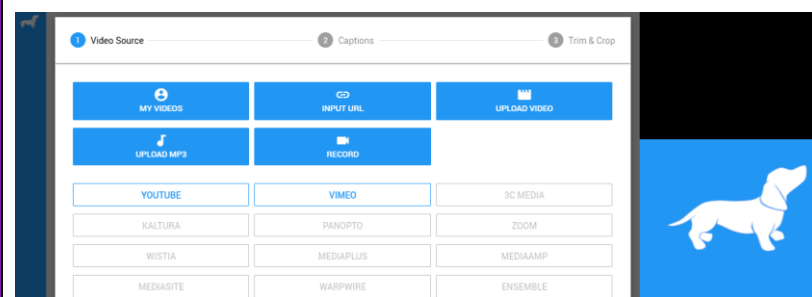 1 Video Source 2 Captions 3 Trim & Crop
MY VIDEOS INPUT URL UPLOAD VIDEO
UPLOAD MP3 RECORD
YOUTUBE VIMEO 3C MEDIA
KALTURA PANOPTO ZOOM
WISTIA MEDIAPLUS MEDIAAMP
MEDIASITE WARPWIRE ENSEMBLE